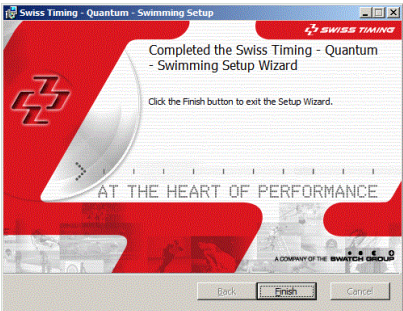 Swiss Timing - Quantum - Swimming Setup
SWISS TIMING
Completed the Swiss Timing - Quantum
- Swimming Setup Wizard
Click the Finish button to exit the Setup Wizard.
AT THE HEART OF PERFORMANCE
A COMPANY OF THE SWATCH GROUP
Back
Finish
Cancel